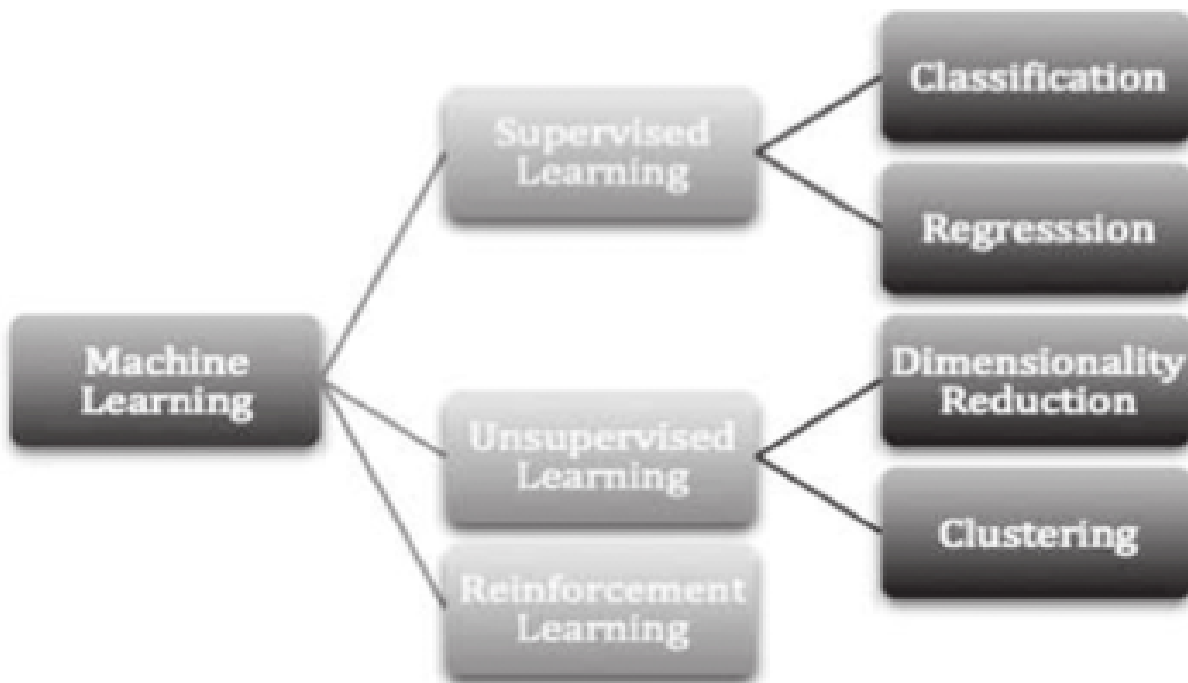 Machine
Learning
Supervised
Learning
Unsupervised
Learning
Reinforcement
Learning
Classification
Regresssion
Dimensionality
Reduction
Clustering